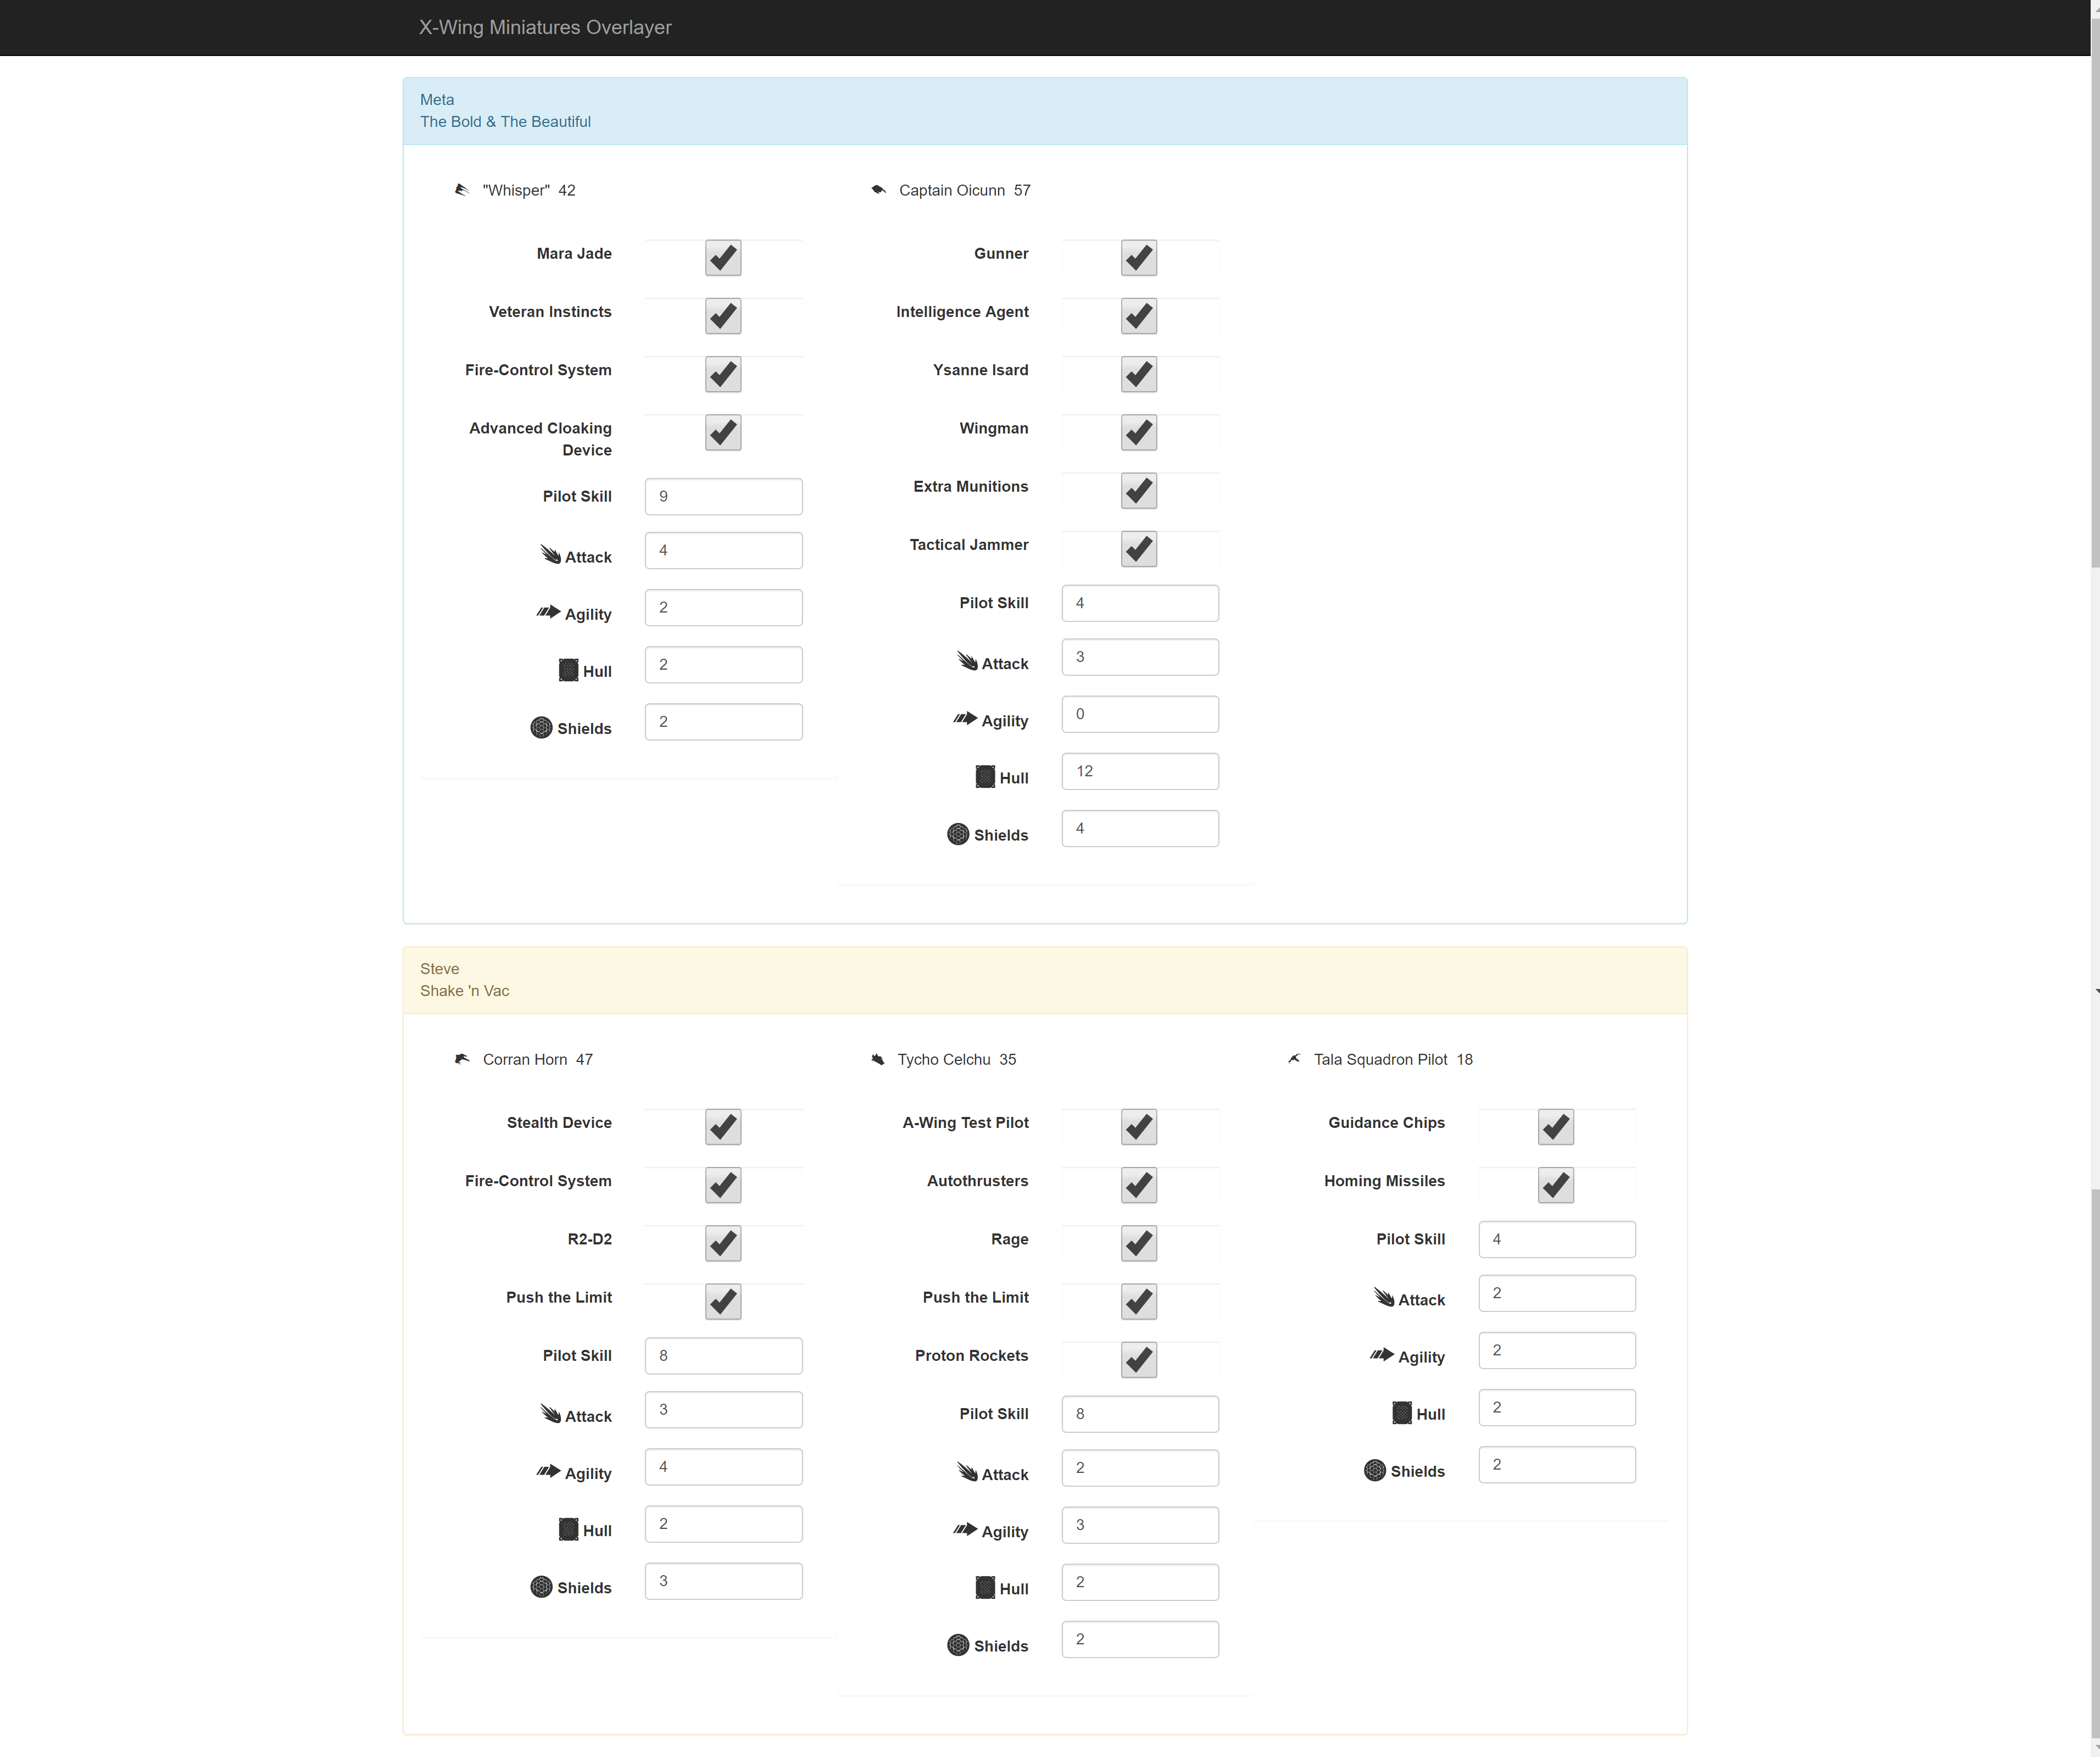 X-Wing Miniatures Overlayer
Meta
The Bold & The Beautiful
"Whisper" 42
Mara Jade
Veteran Instincts
Fire-Control System
Advanced Cloaking
Device
Pilot Skill 9
Attack 4
Agility 2
Hull 2
Shields 2
Captain Oicunn 57
Gunner
Intelligence Agent
Ysanne Isard
Wingman
Extra Munitions
Tactical Jammer
Pilot Skill 4
Attack 3
Agility 0
Hull 12
Shields 4
Steve
Shake 'n Vac
Corran Horn 47
Stealth Device
Fire-Control System
R2-D2
Push the Limit
Pilot Skill 8
Attack 3
Agility 4
Hull 2
Shields 3
Tycho Celchu 35
A-Wing Test Pilot
Autothrusters
Rage
Push the Limit
Proton Rockets
Pilot Skill 8
Attack 2
Agility 3
Hull 2
Shields 2
Tala Squadron Pilot 18
Guidance Chips
Homing Missiles
Pilot Skill 4
Attack 2
Agility 2
Hull 2
Shields 2